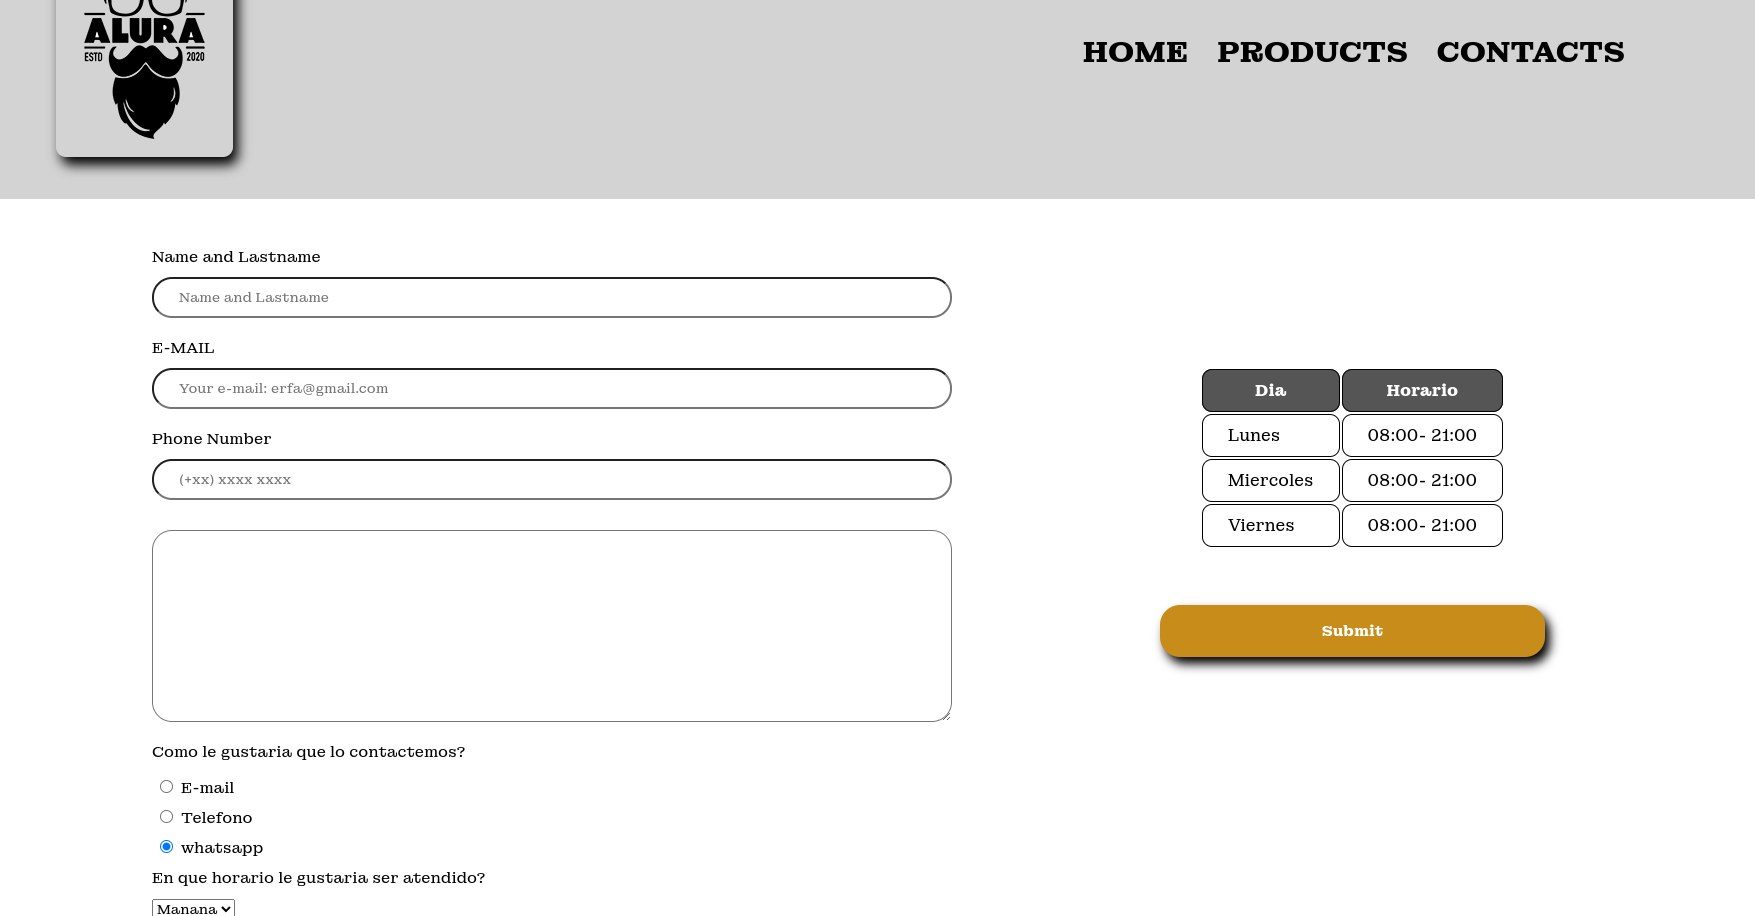 ALURA
ESTD 2020
HOME PRODUCTS CONTACTS
Name and Lastname
Name and Lastname
E-MAIL
Your e-mail: erfa@gmail.com
Phone Number
(+xx) xxxx xxxx
Dia Horario
Lunes 08:00- 21:00
Miercoles 08:00- 21:00
Viernes 08:00- 21:00
Submit
Como le gustaria que lo contactemos?
E-mail
Telefono
whatsapp
En que horario le gustaria ser atendido?
Manana